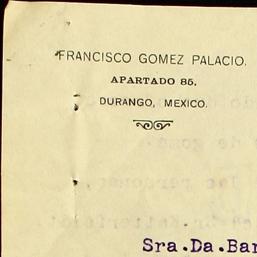 FRANCISCO GOMEZ PALACIO.
APARTADO 85.
DURANGO, MEXICO.
Sra.Da.Bar